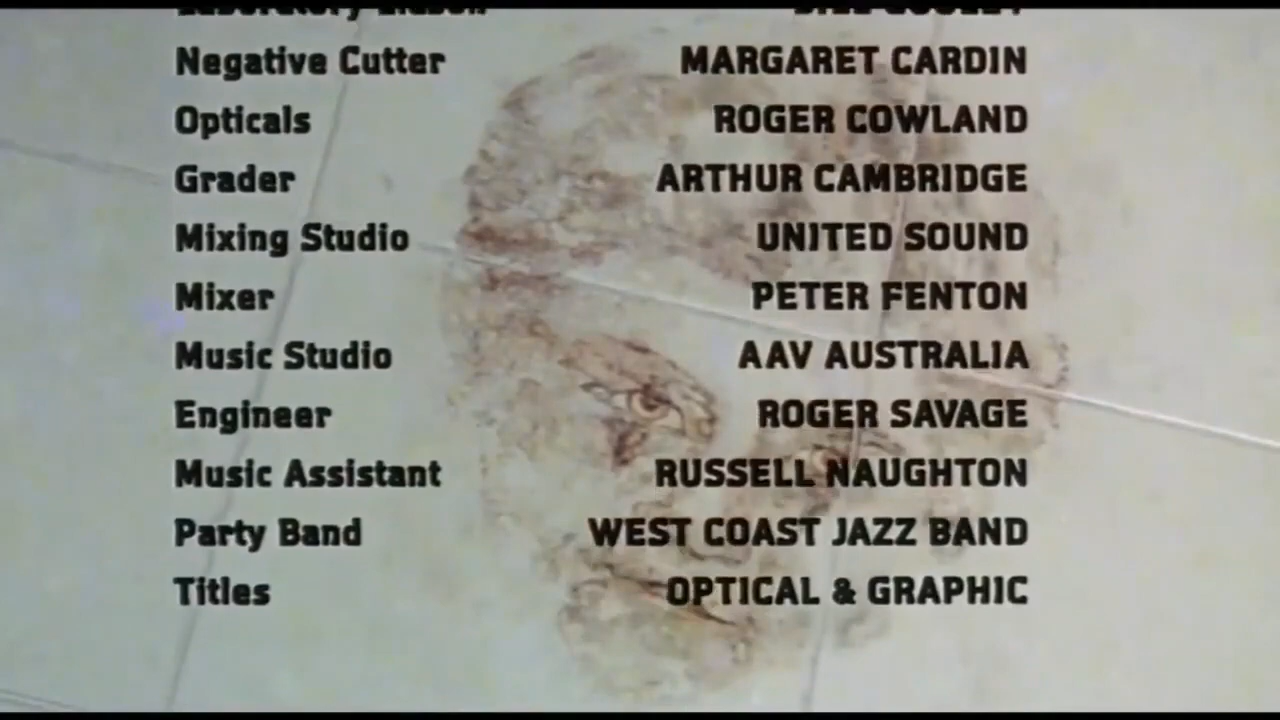 Negative Cutter MARGARET CARDIN
Opticals ROGER COWLAND
Grader ARTHUR CAMBRIDGE
Mixing Studio UNITED SOUND
Mixer PETER FENTON
Music Studio AAV AUSTRALIA
Engineer ROGER SAVAGE
Music Assistant RUSSELL NAUGHTON
Party Band WEST COAST JAZZ BAND
Titles OPTICAL & GRAPHIC